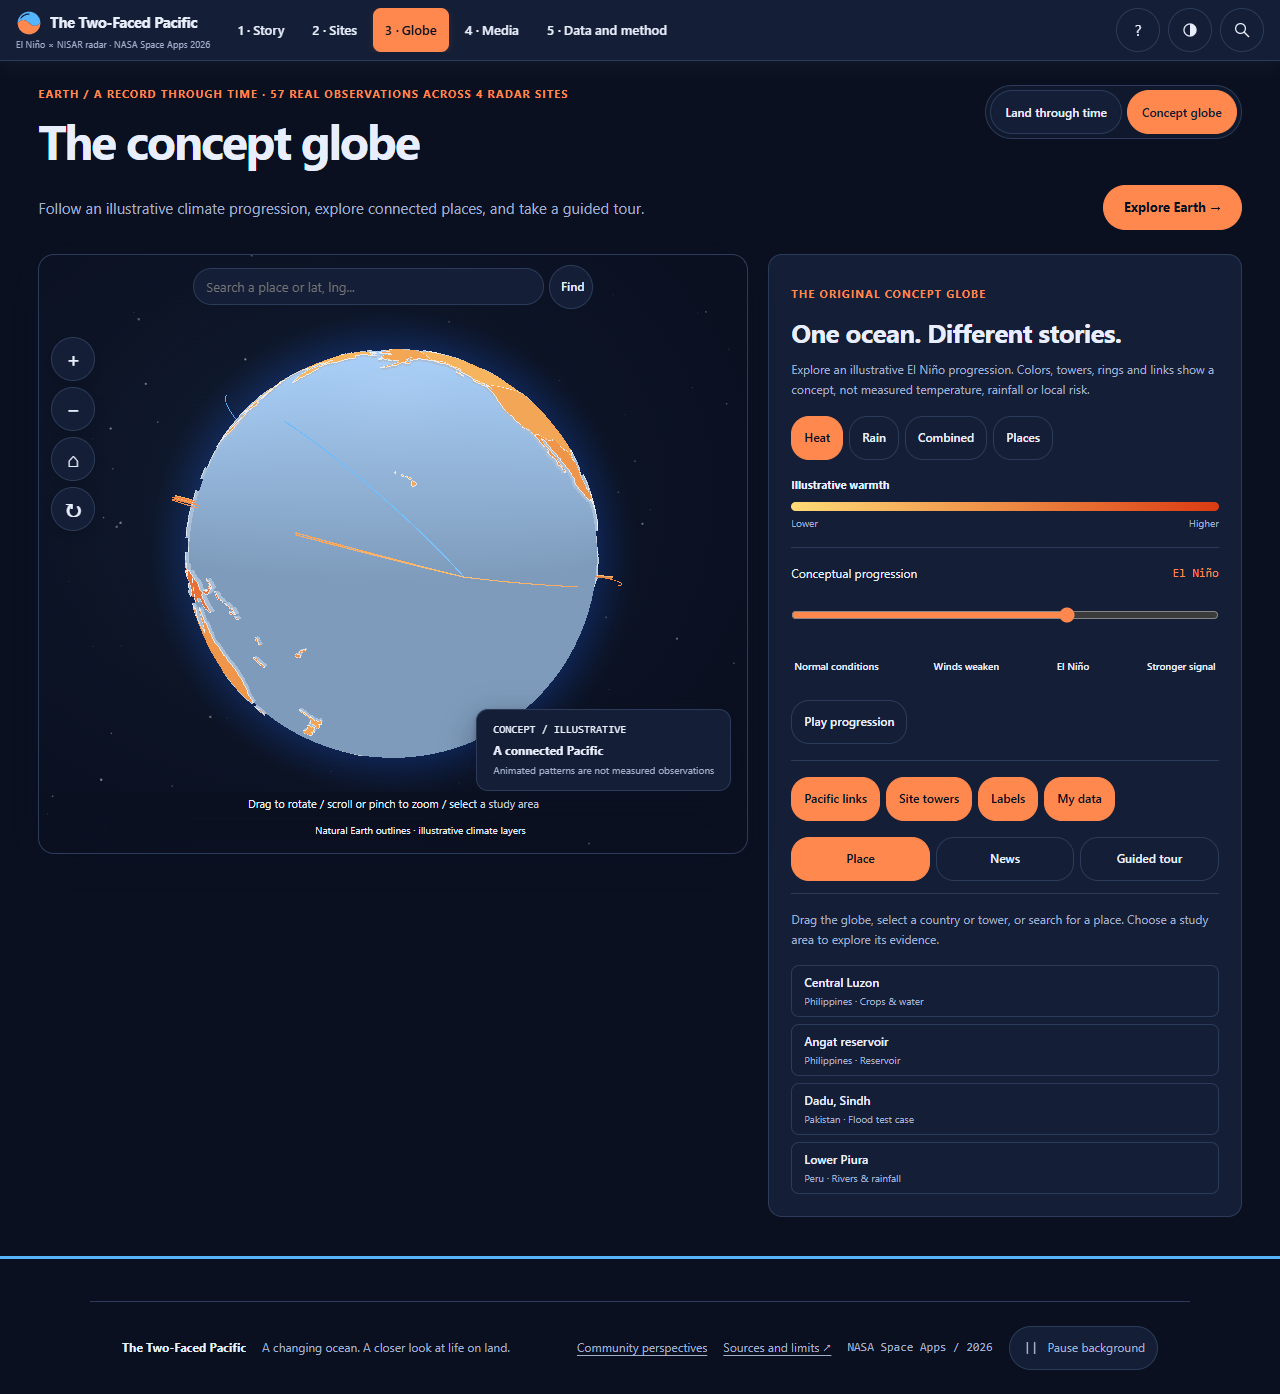 The Two-Faced Pacific
El Niño × NISAR radar · NASA Space Apps 2026
1 · Story
2 · Sites
3 · Globe
4 · Media
5 · Data and method
?
EARTH / A RECORD THROUGH TIME · 57 REAL OBSERVATIONS ACROSS 4 RADAR SITES
The concept globe
Land through time
Concept globe
Follow an illustrative climate progression, explore connected places, and take a guided tour.
Explore Earth →
Search a place or lat, lng...
Find
+
−
⌂
↻
CONCEPT / ILLUSTRATIVE
A connected Pacific
Animated patterns are not measured observations
Drag to rotate / scroll or pinch to zoom / select a study area
Natural Earth outlines · illustrative climate layers
THE ORIGINAL CONCEPT GLOBE
One ocean. Different stories.
Explore an illustrative El Niño progression. Colors, towers, rings and links show a
concept, not measured temperature, rainfall or local risk.
Heat
Rain
Combined
Places
Illustrative warmth
Lower
Higher
Conceptual progression
El Niño
Normal conditions
Winds weaken
El Niño
Stronger signal
Play progression
Pacific links
Site towers
Labels
My data
Place
News
Guided tour
Drag the globe, select a country or tower, or search for a place. Choose a study
area to explore its evidence.
Central Luzon
Philippines · Crops & water
Angat reservoir
Philippines · Reservoir
Dadu, Sindh
Pakistan · Flood test case
Lower Piura
Peru · Rivers & rainfall
The Two-Faced Pacific
A changing ocean. A closer look at life on land.
Community perspectives
Sources and limits ↗
NASA Space Apps / 2026
|| Pause background